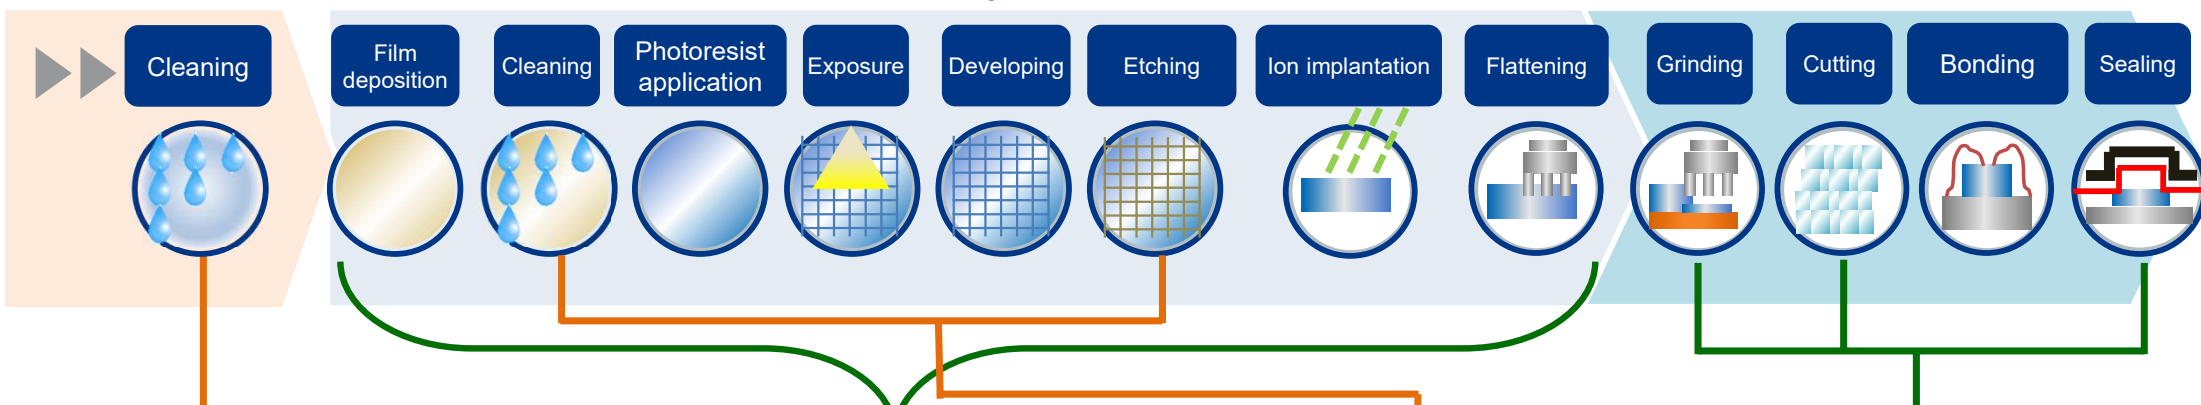 Cleaning
Film
deposition
Cleaning
Photoresist
application
Exposure
Developing
Etching
Ion implantation
Flattening
Grinding
Cutting
Bonding
Sealing